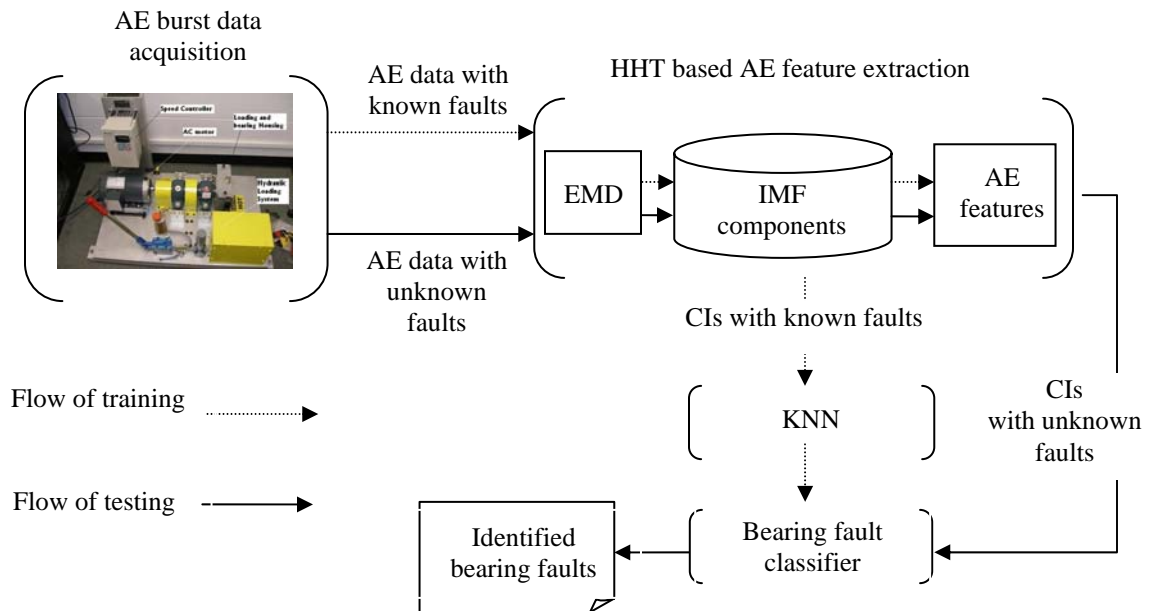 AE burst data
acquisition
AE data with
known faults
HHT based AE feature extraction
Speed Controller
AC motor
Loading and
bearing Housing
Hydraulic
Loading
System
EMD
IMF
components
AE
features
AE data with
unknown
faults
CIs with known faults
Flow of training
KNN
CIs
with unknown
faults
Flow of testing
Identified
bearing faults
Bearing fault
classifier